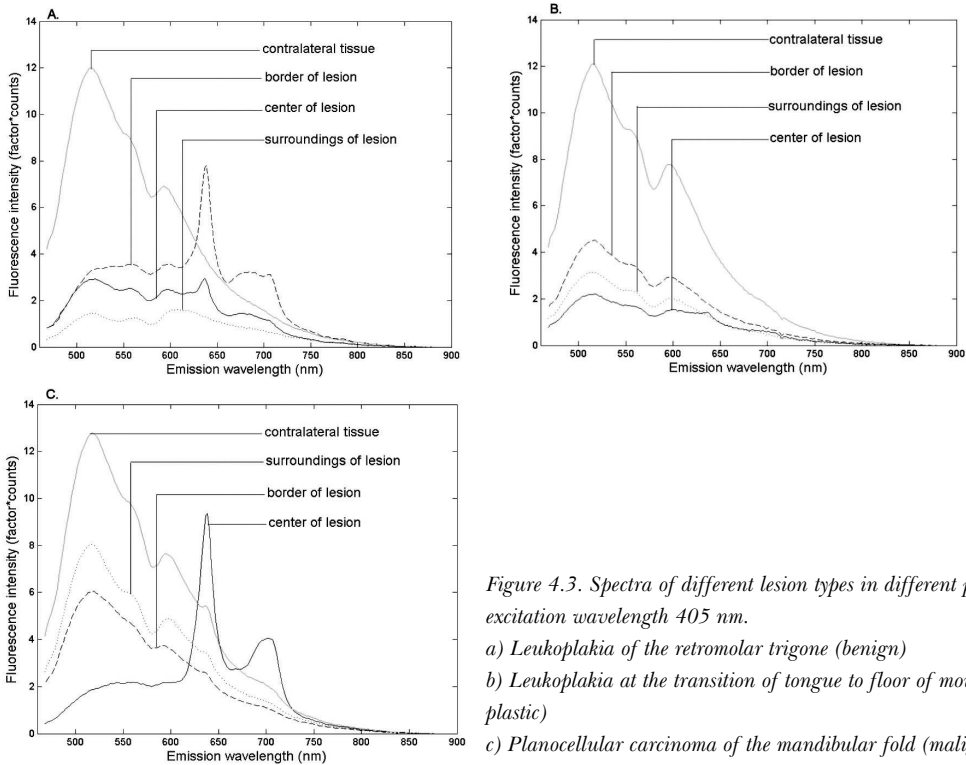 A.
14
12
10
8
6
4
2
0
Fluorescence intensity (factor*counts)
contralateral tissue
border of lesion
center of lesion
surroundings of lesion
500 550 600 650 700 750 800 850 900
Emission wavelength (nm)
B.
14
12
10
8
6
4
2
0
Fluorescence intensity (factor*counts)
contralateral tissue
border of lesion
surroundings of lesion
center of lesion
500 550 600 650 700 750 800 850 900
Emission wavelength (nm)
C.
14
12
10
8
6
4
2
0
Fluorescence intensity (factor*counts)
contralateral tissue
surroundings of lesion
border of lesion
center of lesion
500 550 600 650 700 750 800 850 900
Emission wavelength (nm)
Figure 4.3. Spectra of different lesion types in different
excitation wavelength 405 nm.
a) Leukoplakia of the retromolar trigone (benign)
b) Leukoplakia at the transition of tongue to floor of
plastic)
c) Planocellular carcinoma of the mandibular fold